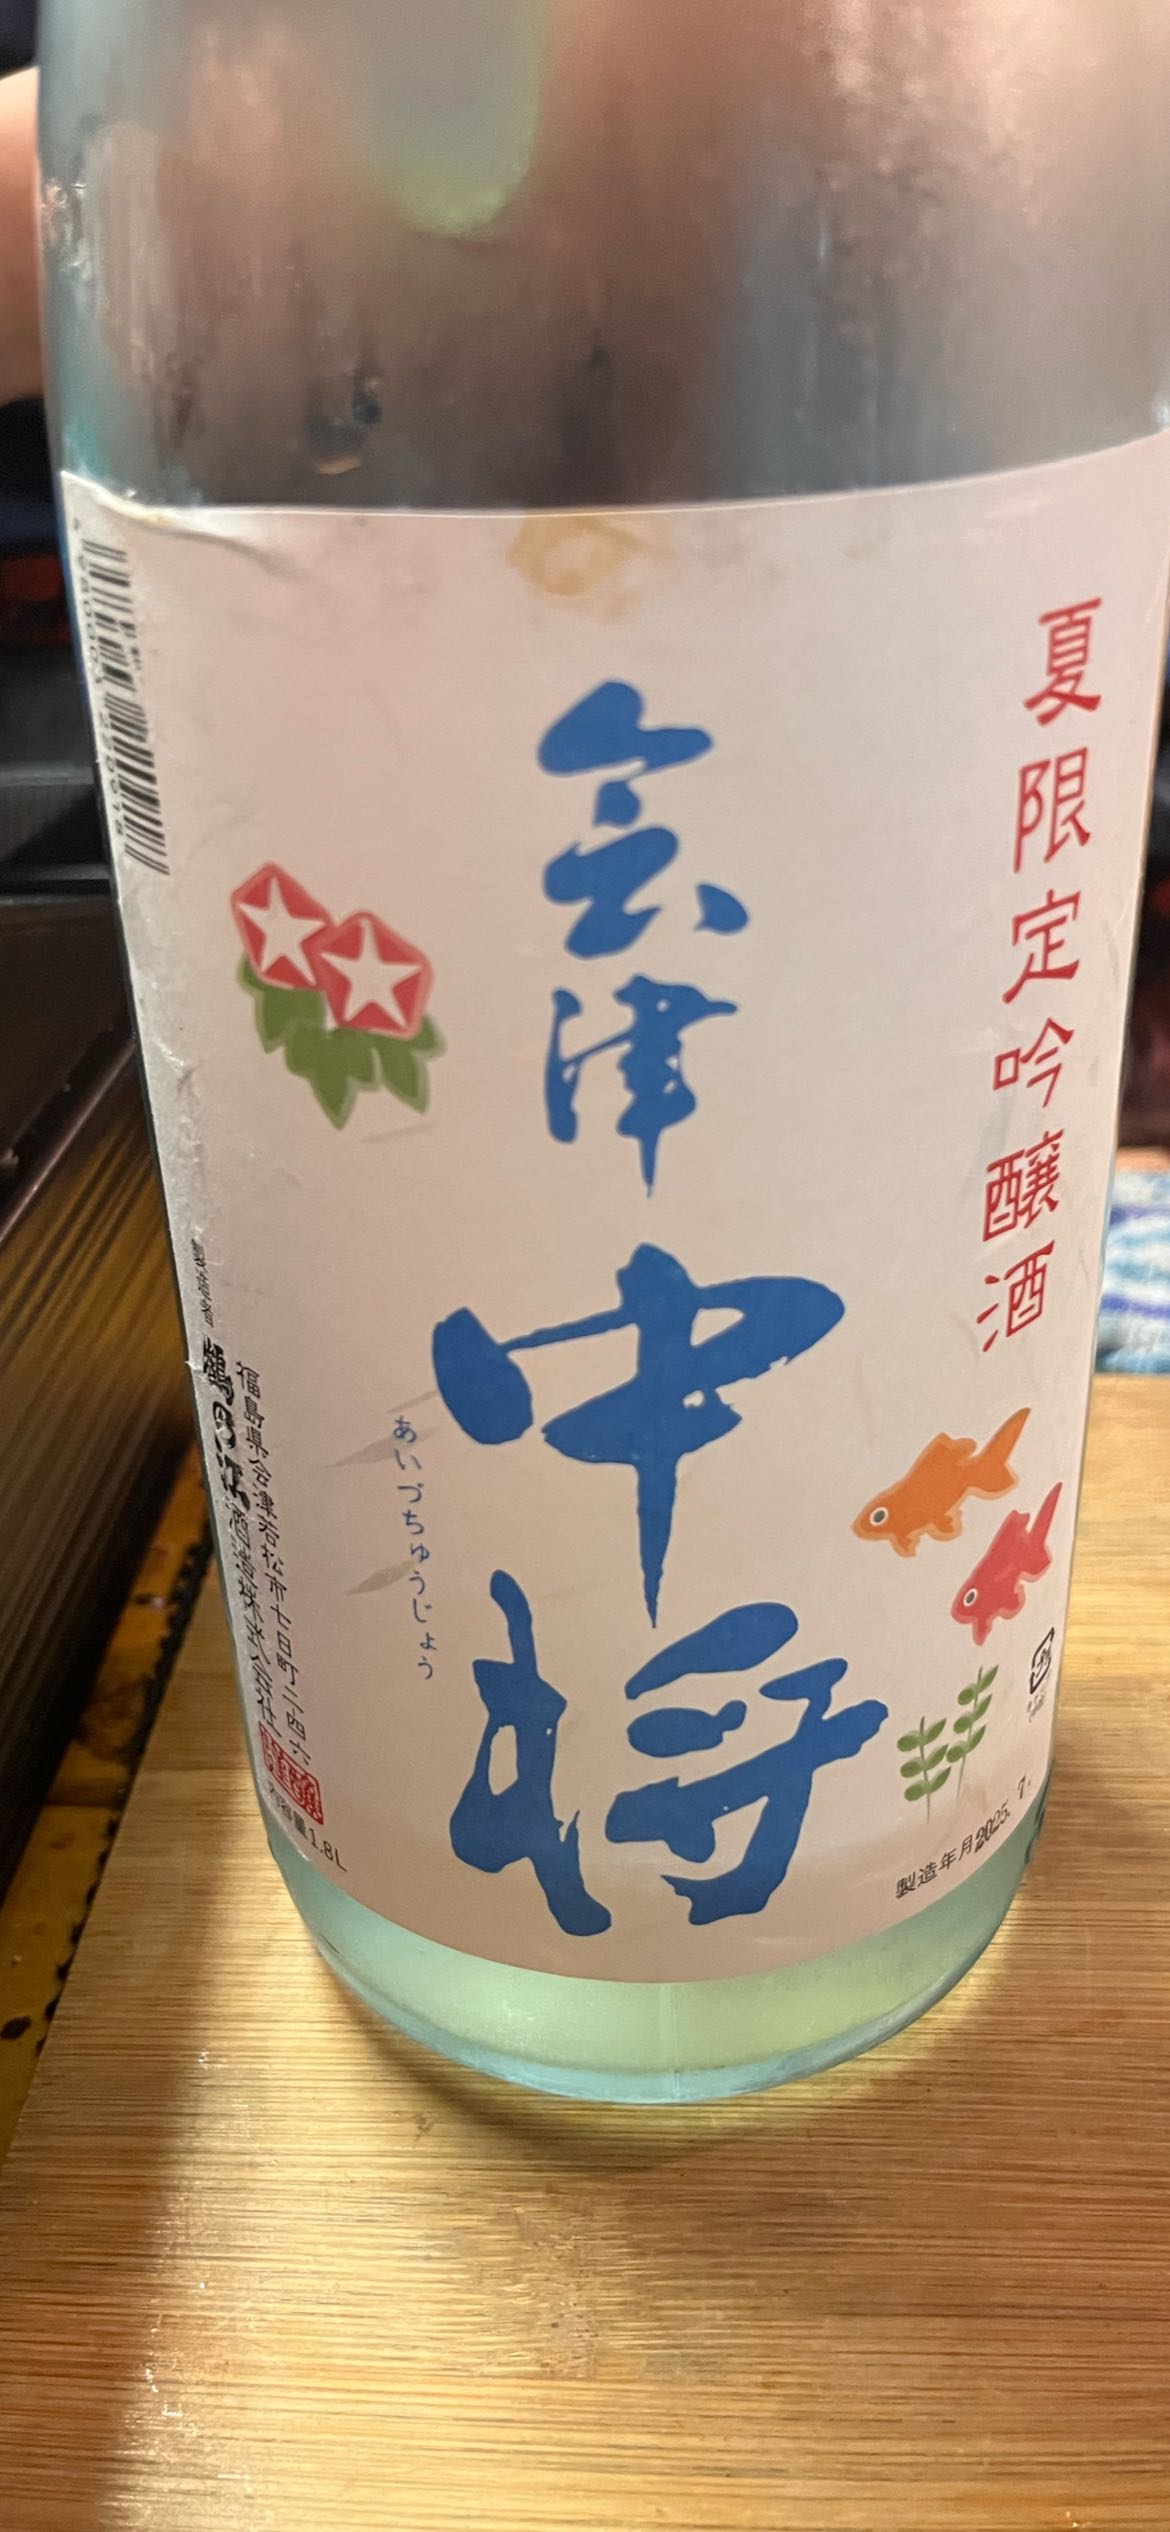 夏限定吟醸酒
会津中将
あいづちゅうじょう
福島県会津若松市七日町二四六
製造者 鶴乃江酒造株式会社
内容量1.8L
製造年月2025.